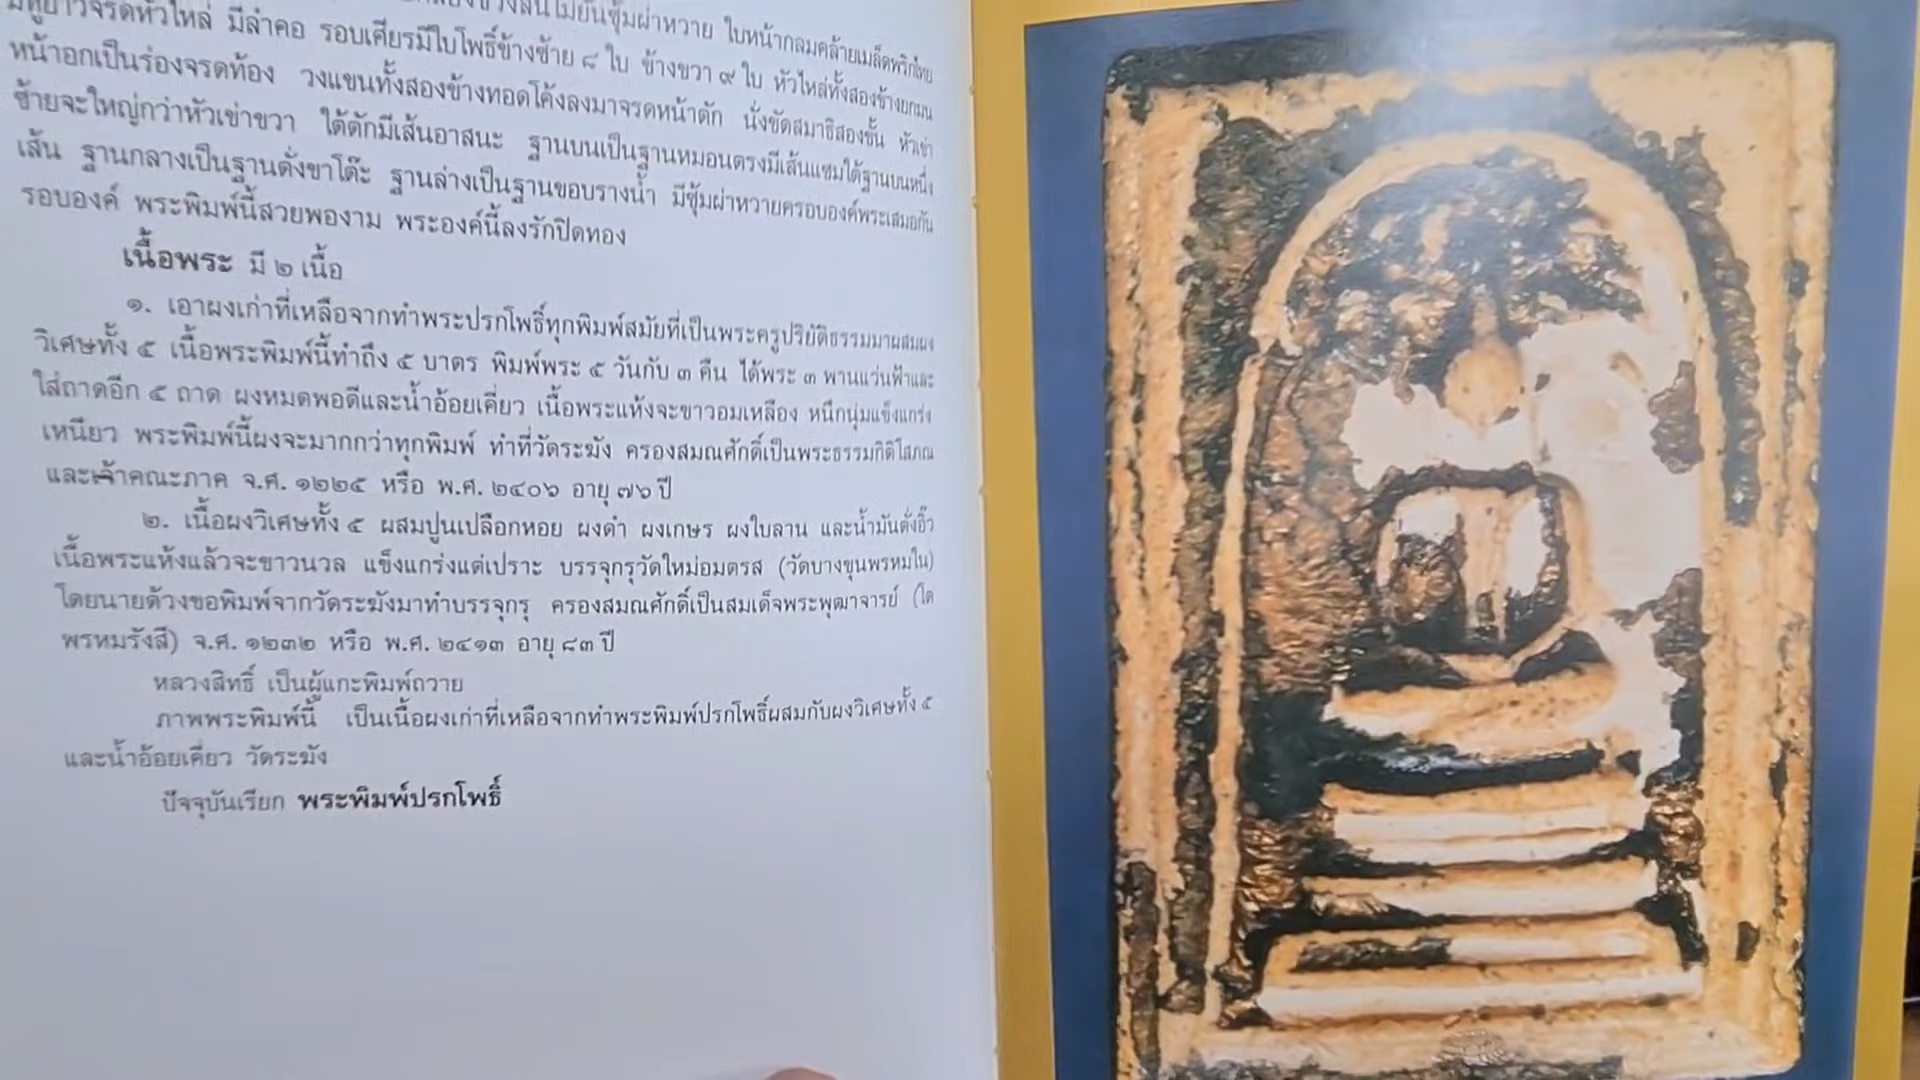 ไม่ยันซุ้มผ่าหวาย ใบหน้ากลมคล้ายเมล็ดพริกไทย
มีหูยาวจรดหัวไหล่ มีลำคอ รอบเศียรมีใบโพธิ์ข้างซ้าย ๘ ใบ ข้างขวา ๙ ใบ หัวไหล่ทั้งสองข้างยกมน
หน้าอกเป็นร่องจรดท้อง วงแขนทั้งสองข้างทอดโค้งลงมาจรดหน้าตัก นั่งขัดสมาธิสองชั้น หัวเข่า
ซ้ายจะใหญ่กว่าหัวเข่าขวา ใต้ตักมีเส้นอาสนะ ฐานบนเป็นฐานหมอนตรงมีเส้นแซมใต้ฐานบนหนึ่ง
เส้น ฐานกลางเป็นฐานดั่งขาโต๊ะ ฐานล่างเป็นฐานขอบรางน้ำ มีซุ้มผ่าหวายครอบองค์พระเสมอกัน
รอบองค์ พระพิมพ์นี้สวยพองาม พระองค์นี้ลงรักปิดทอง
เนื้อพระ มี ๒ เนื้อ
๑. เอาผงเก่าที่เหลือจากทำพระปรกโพธิ์ทุกพิมพ์สมัยที่เป็นพระครูปริยัติธรรมมาผสมผง
วิเศษทั้ง ๕ เนื้อพระพิมพ์นี้ทำถึง ๕ บาตร พิมพ์พระ ๕ วันกับ ๓ คืน ได้พระ ๓ พานแว่นฟ้าและ
ใส่ถาดอีก ๕ ถาด ผงหมดพอดีและน้ำอ้อยเคี่ยว เนื้อพระแห้งจะขาวอมเหลือง หนึกนุ่มแข็งแกร่ง
เหนียว พระพิมพ์นี้ผงจะมากกว่าทุกพิมพ์ ทำที่วัดระฆัง ครองสมณศักดิ์เป็นพระธรรมกิติโสภณ
และเจ้าคณะภาค จ.ศ. ๑๒๒๕ หรือ พ.ศ. ๒๔๐๖ อายุ ๗๖ ปี
๒. เนื้อผงวิเศษทั้ง ๕ ผสมปูนเปลือกหอย ผงดำ ผงเกษร ผงใบลาน และน้ำมันตั่งอิ๊ว
เนื้อพระแห้งแล้วจะขาวนวล แข็งแกร่งแต่เปราะ บรรจุกรุวัดใหม่อมตรส (วัดบางขุนพรหมใน)
โดยนายด้วงขอพิมพ์จากวัดระฆังมาทำบรรจุกรุ ครองสมณศักดิ์เป็นสมเด็จพระพุฒาจารย์ (โต
พรหมรังสี) จ.ศ. ๑๒๓๒ หรือ พ.ศ. ๒๔๑๓ อายุ ๘๓ ปี
หลวงสิทธิ์ เป็นผู้แกะพิมพ์ถวาย
ภาพพระพิมพ์นี้ เป็นเนื้อผงเก่าที่เหลือจากทำพระพิมพ์ปรกโพธิ์ผสมกับผงวิเศษทั้ง ๕
และน้ำอ้อยเคี่ยว วัดระฆัง
ปัจจุบันเรียก พระพิมพ์ปรกโพธิ์